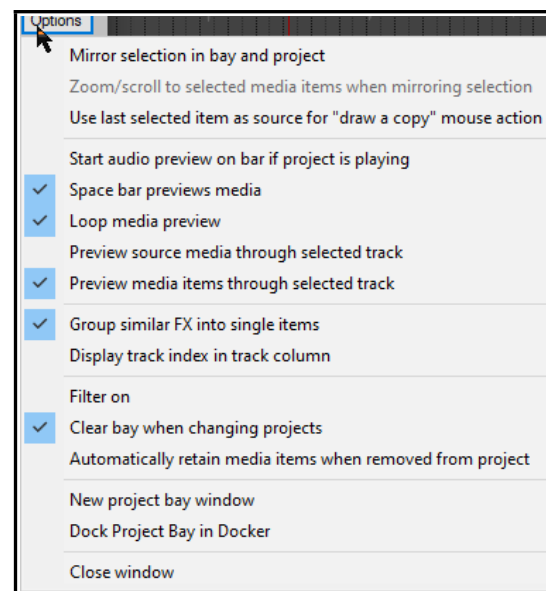 Options
Mirror selection in bay and project
Zoom/scroll to selected media items when mirroring selection
Use last selected item as source for "draw a copy" mouse action
Start audio preview on bar if project is playing
Space bar previews media
Loop media preview
Preview source media through selected track
Preview media items through selected track
Group similar FX into single items
Display track index in track column
Filter on
Clear bay when changing projects
Automatically retain media items when removed from project
New project bay window
Dock Project Bay in Docker
Close window